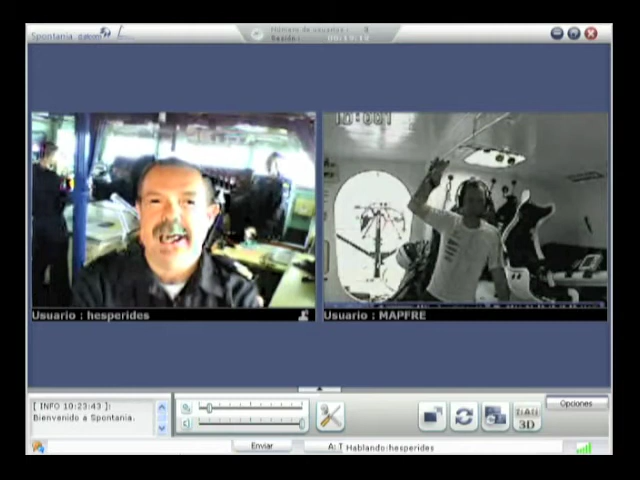 Spontania
Número de usuarios : 3
Sesión :
Usuario : hesperides
Usuario : MAPFRE
[ INFO 10:23:43 ]:
Bienvenido a Spontania.
3D
Opciones
Enviar
A: T
Hablando:hesperides